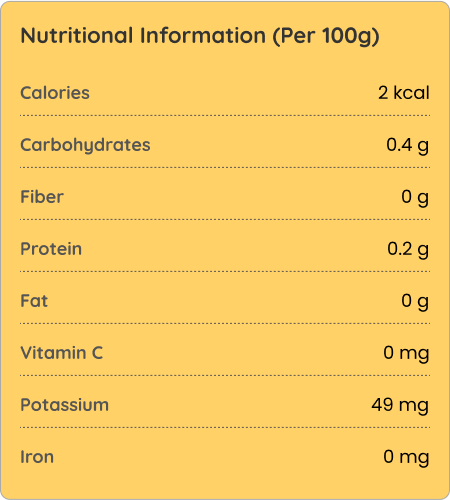 Nutritional Information (Per 100g)
Calories 2 kcal
Carbohydrates 0.4 g
Fiber 0 g
Protein 0.2 g
Fat 0 g
Vitamin C 0 mg
Potassium 49 mg
Iron 0 mg